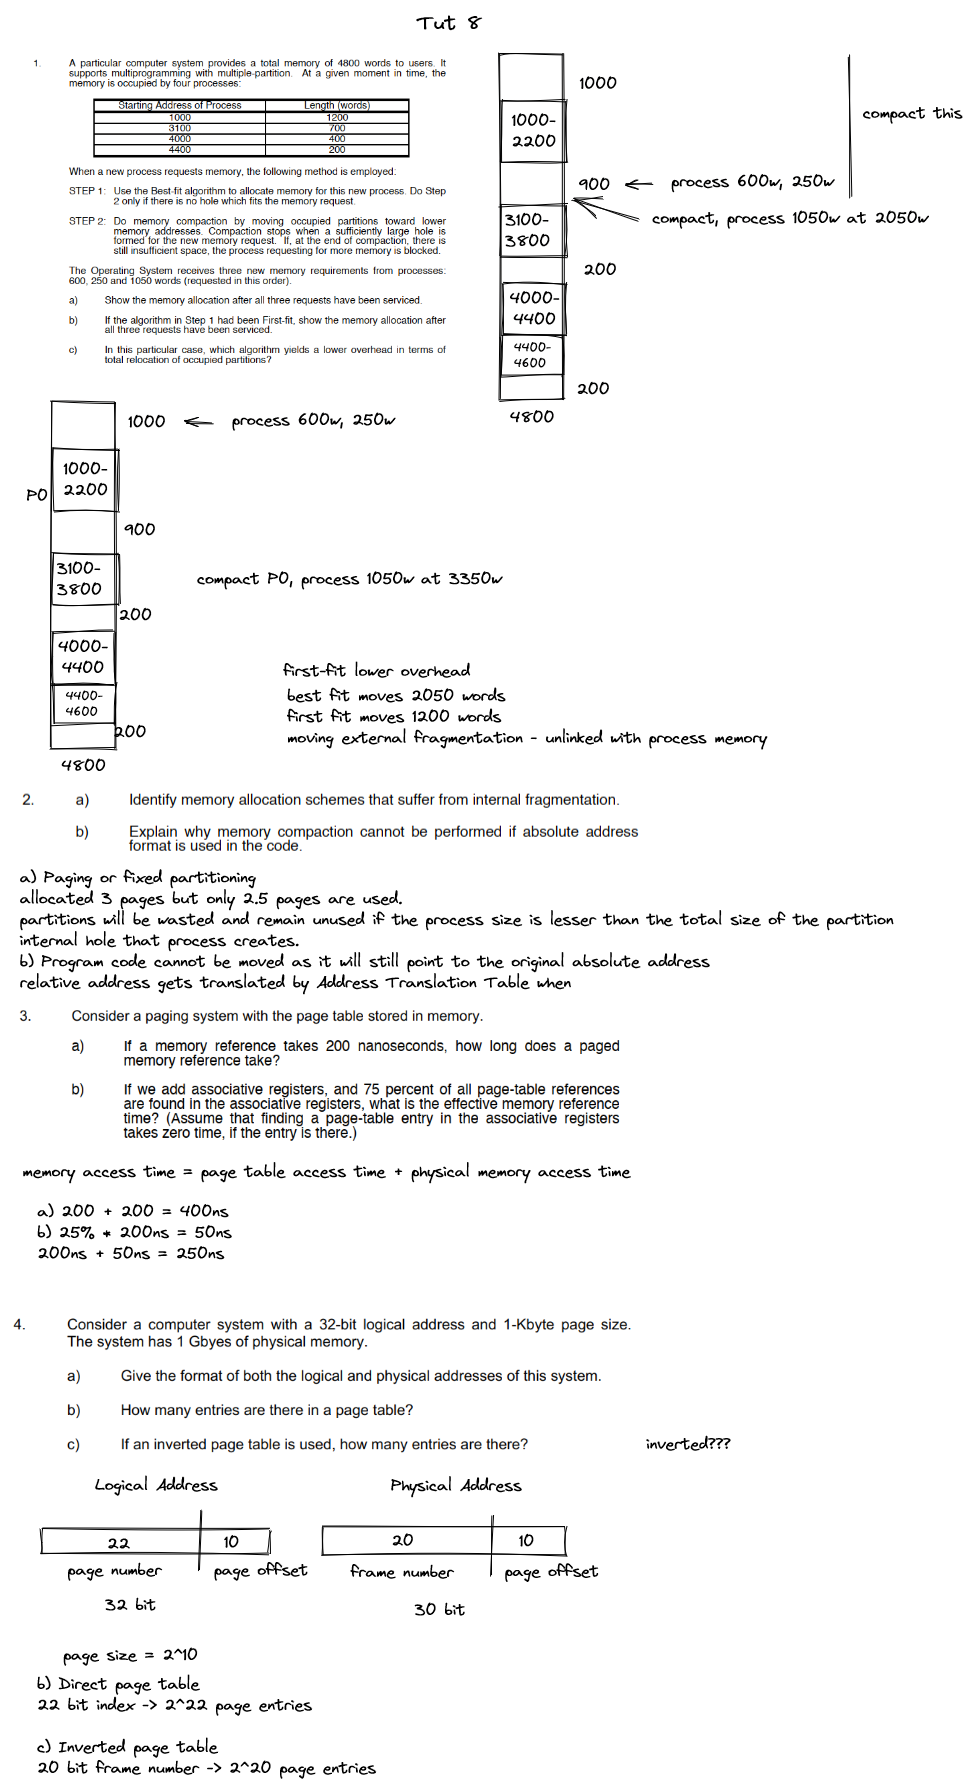 Tut 8
1. A particular computer system provides a total memory of 4800 words to users. It
supports multiprogramming with multiple-partition. At a given moment in time, the
memory is occupied by four processes:
Starting Address of Process Length (words)
1000 1200
3100 700
4000 400
4400 200
When a new process requests memory, the following method is employed:
STEP 1: Use the Best-fit algorithm to allocate memory for this new process. Do Step
2 only if there is no hole which fits the memory request.
STEP 2: Do memory compaction by moving occupied partitions toward lower
memory addresses. Compaction stops when a sufficiently large hole is
formed for the new memory request. If, at the end of compaction, there is
still insufficient space, the process requesting for more memory is blocked.
The Operating System receives three new memory requirements from processes:
600, 250 and 1050 words (requested in this order).
a) Show the memory allocation after all three requests have been serviced.
b) If the algorithm in Step 1 had been First-fit, show the memory allocation after
all three requests have been serviced.
c) In this particular case, which algorithm yields a lower overhead in terms of
total relocation of occupied partitions?
1000
compact this
1000-
2200
900 process 600w, 250w
compact, process 1050w at 2050w
3100-
3800
200
4000-
4400
4400-
4600
200
4800
1000 process 600w, 250w
1000-
2200
P0
900
3100-
3800
compact P0, process 1050w at 3350w
200
4000-
4400
4400-
4600
200
4800
first-fit lower overhead
best fit moves 2050 words
first fit moves 1200 words
moving external fragmentation - unlinked with process memory
2. a) Identify memory allocation schemes that suffer from internal fragmentation.
b) Explain why memory compaction cannot be performed if absolute address
format is used in the code.
a) Paging or fixed partitioning
allocated 3 pages but only 2.5 pages are used.
partitions will be wasted and remain unused if the process size is lesser than the total size of the partition
internal hole that process creates.
b) Program code cannot be moved as it will still point to the original absolute address
relative address gets translated by Address Translation Table when
3. Consider a paging system with the page table stored in memory.
a) If a memory reference takes 200 nanoseconds, how long does a paged
memory reference take?
b) If we add associative registers, and 75 percent of all page-table references
are found in the associative registers, what is the effective memory reference
time? (Assume that finding a page-table entry in the associative registers
takes zero time, if the entry is there.)
memory access time = page table access time + physical memory access time
a) 200 + 200 = 400ns
b) 25% * 200ns = 50ns
200ns + 50ns = 250ns
4. Consider a computer system with a 32-bit logical address and 1-Kbyte page size.
The system has 1 Gbyes of physical memory.
a) Give the format of both the logical and physical addresses of this system.
b) How many entries are there in a page table?
c) If an inverted page table is used, how many entries are there?
inverted???
Logical Address Physical Address
22 10 20 10
page number page offset frame number page offset
32 bit 30 bit
page size = 2^10
b) Direct page table
22 bit index -> 2^22 page entries
c) Inverted page table
20 bit frame number -> 2^20 page entries